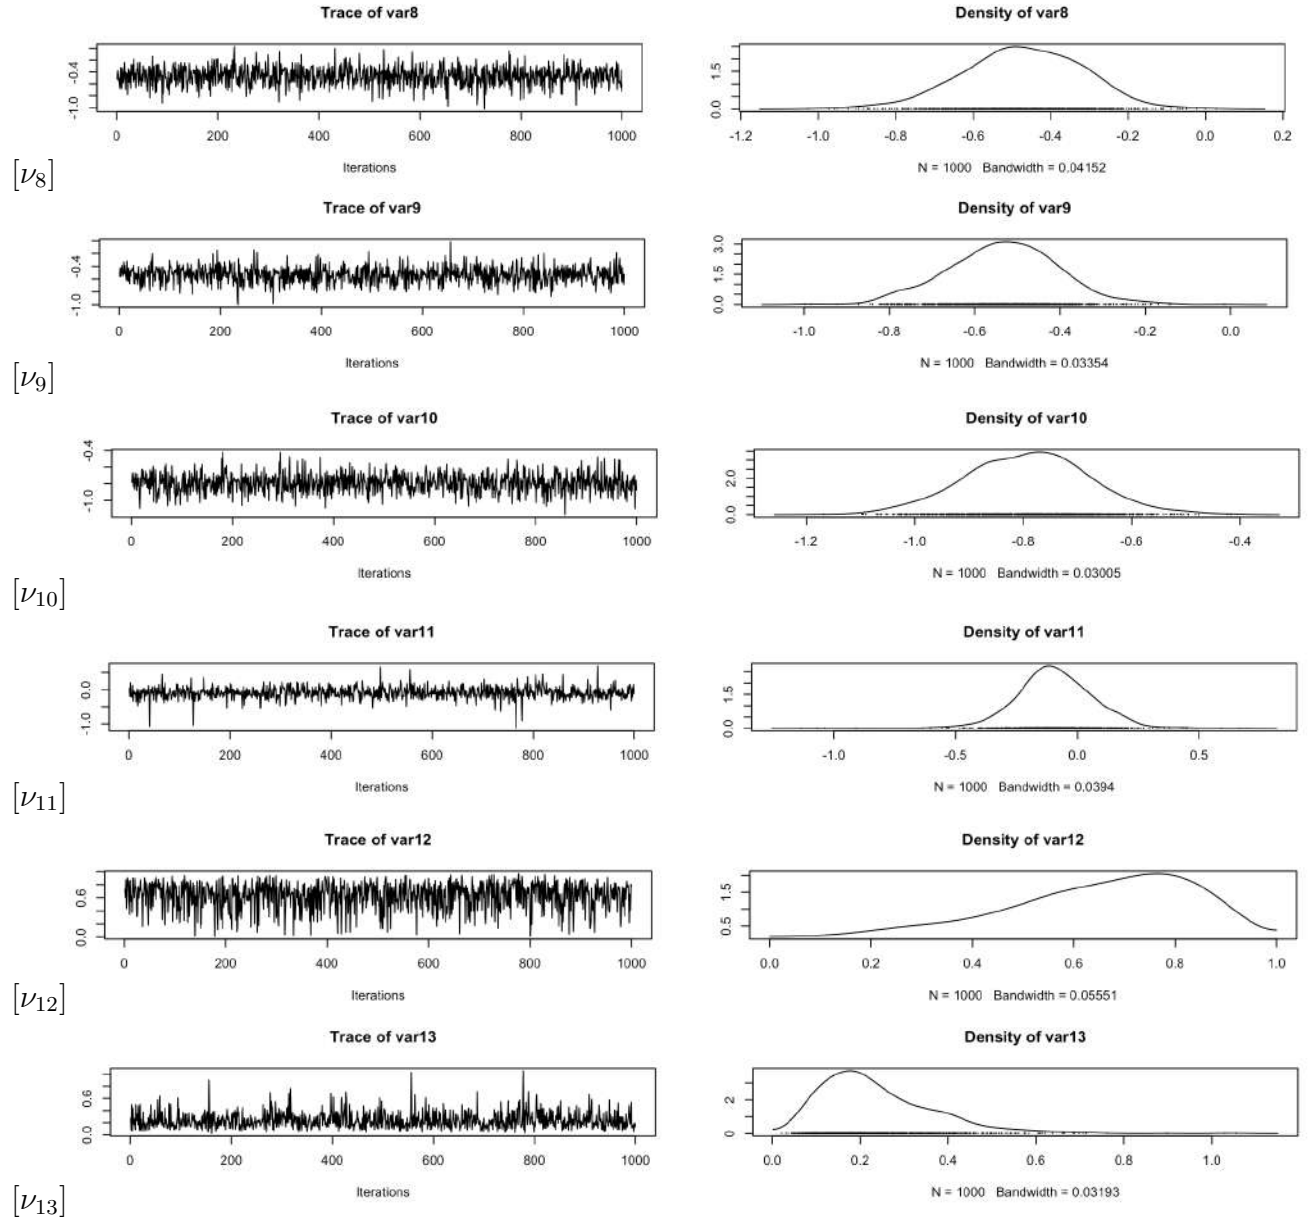 Trace of var8
Density of var8
-1.0 -0.4
0.0 1.5
0 200 400 600 800 1000
-1.2 -1.0 -0.8 -0.6 -0.4 -0.2 0.0 0.2
Iterations
N = 1000 Bandwidth = 0.04152
[ν8]
Trace of var9
Density of var9
-1.0 -0.4
0.0 1.5 3.0
0 200 400 600 800 1000
-1.0 -0.8 -0.6 -0.4 -0.2 0.0
Iterations
N = 1000 Bandwidth = 0.03354
[ν9]
Trace of var10
Density of var10
-1.0 -0.4
0.0 2.0
0 200 400 600 800 1000
-1.2 -1.0 -0.8 -0.6 -0.4
Iterations
N = 1000 Bandwidth = 0.03005
[ν10]
Trace of var11
Density of var11
-1.0 0.0
0.0 1.5
0 200 400 600 800 1000
-1.0 -0.5 0.0 0.5
Iterations
N = 1000 Bandwidth = 0.0394
[ν11]
Trace of var12
Density of var12
0.0 0.6
0.5 1.5
0 200 400 600 800 1000
0.0 0.2 0.4 0.6 0.8 1.0
Iterations
N = 1000 Bandwidth = 0.05551
[ν12]
Trace of var13
Density of var13
0.0 0.6
0 2
0 200 400 600 800 1000
0.0 0.2 0.4 0.6 0.8 1.0
Iterations
N = 1000 Bandwidth = 0.03193
[ν13]